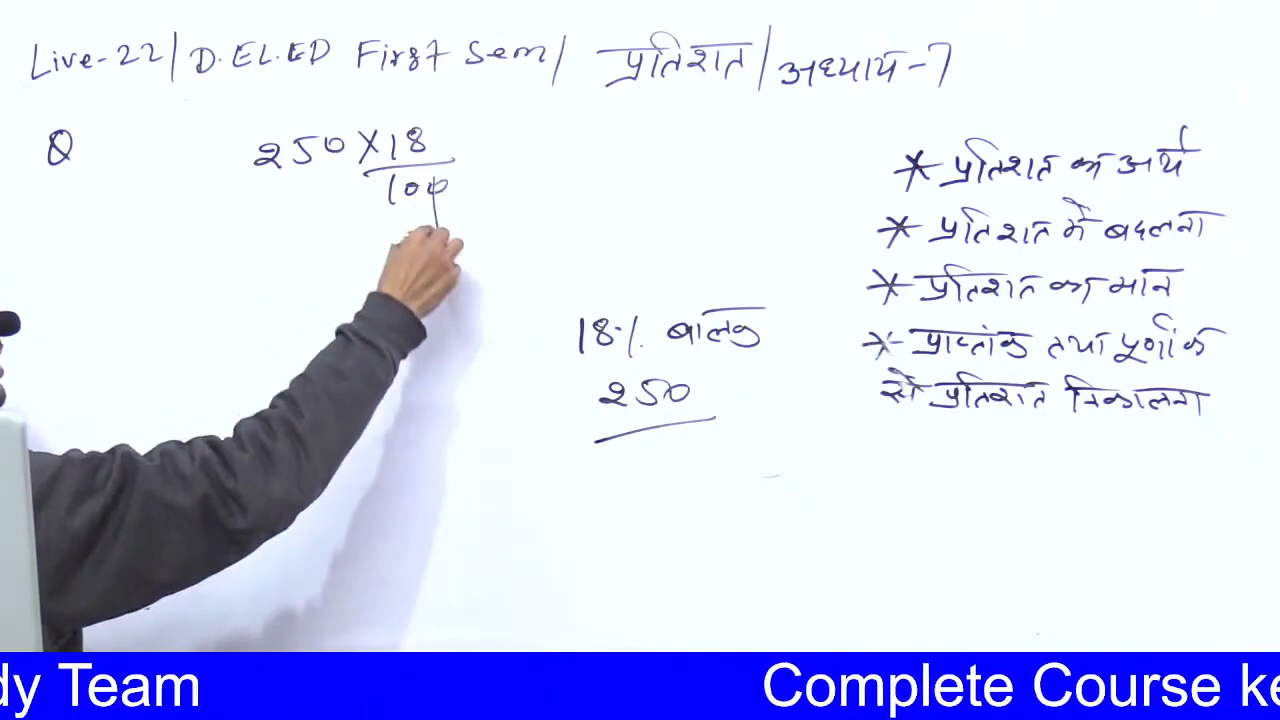 Live-22/ D.EL.ED First Sem/ प्रतिशत/अध्याय-7
Q 250×18
100
18% बालक
250
* प्रतिशत का अर्थ
* प्रतिशत में बदलना
* प्रतिशत का मान
* प्राप्तांक तथा पूर्णांक
से प्रतिशत निकालना
dy Team Complete Course ke